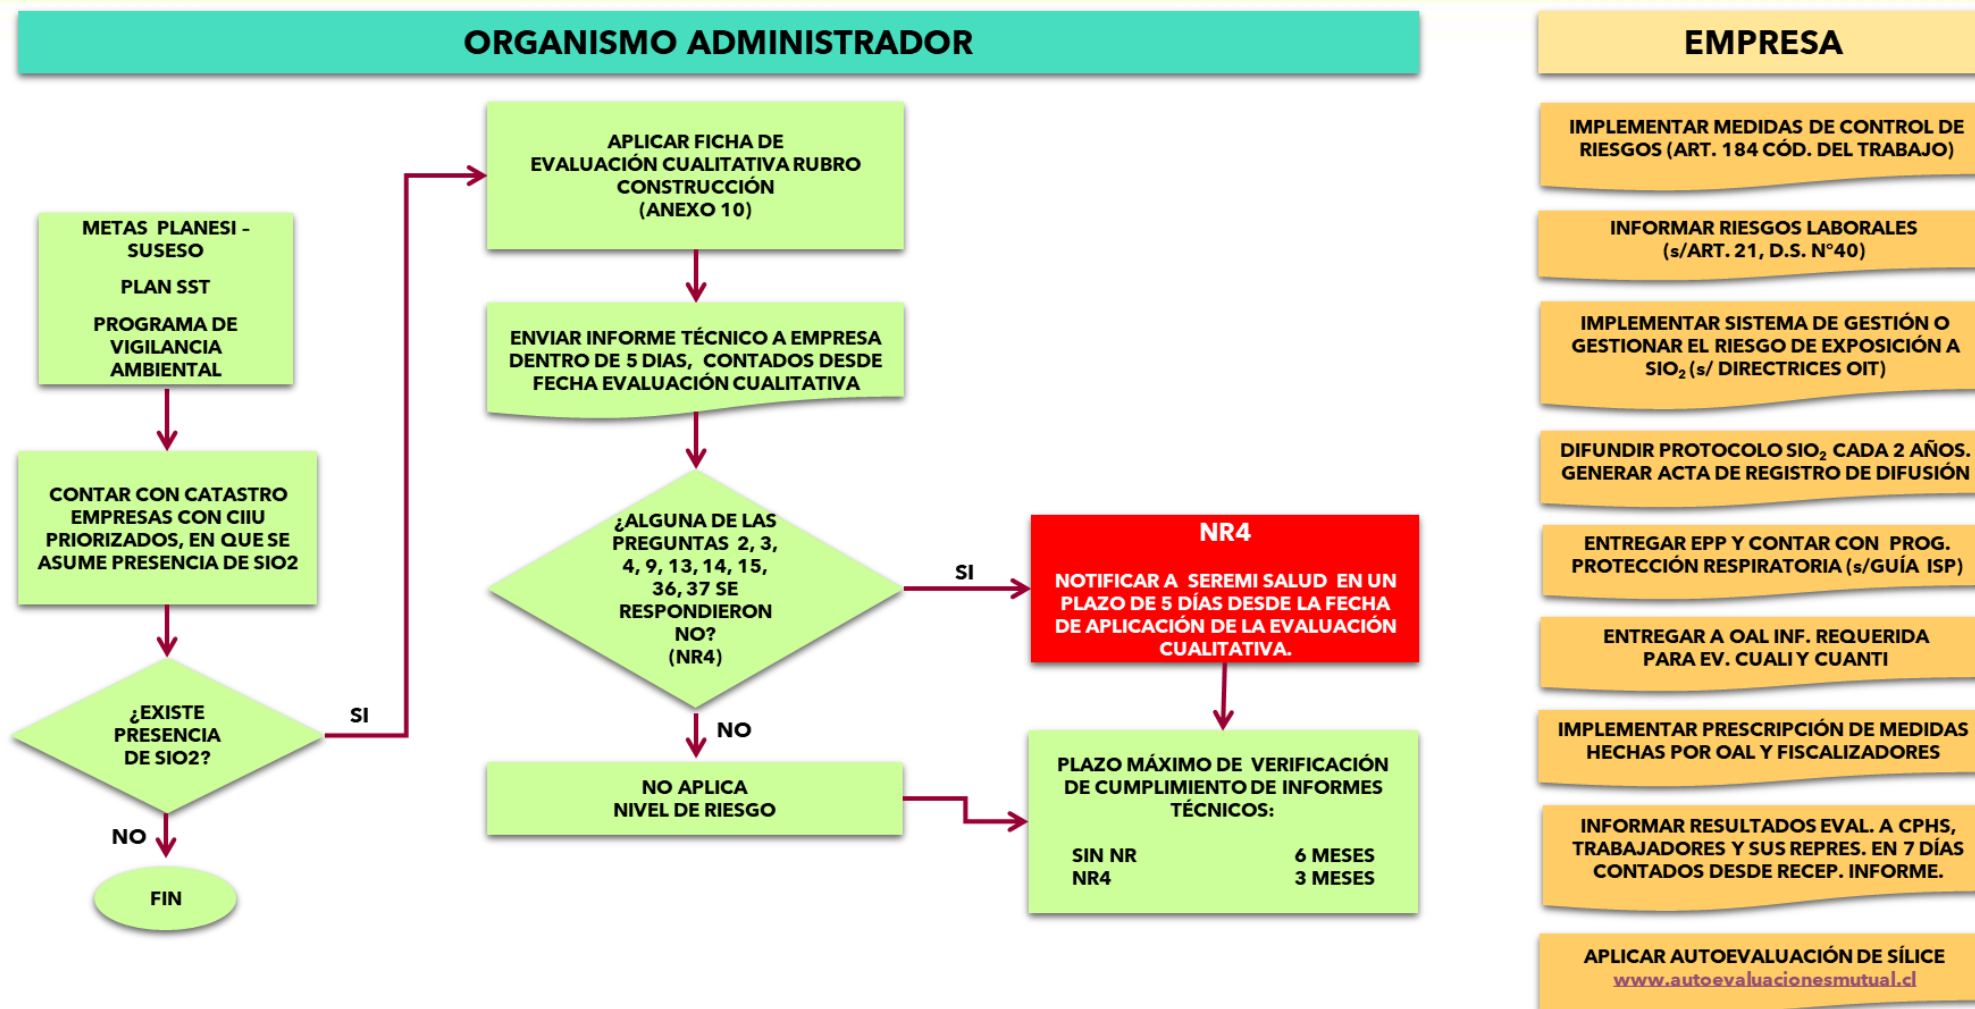 ORGANISMO ADMINISTRADOR
METAS PLANESI -
SUSESO
PLAN SST
PROGRAMA DE
VIGILANCIA
AMBIENTAL
CONTAR CON CATASTRO
EMPRESAS CON CIIU
PRIORIZADOS, EN QUE SE
ASUME PRESENCIA DE SIO2
¿EXISTE
PRESENCIA
DE SIO2?
SI
NO
FIN
APLICAR FICHA DE
EVALUACIÓN CUALITATIVA RUBRO
CONSTRUCCIÓN
(ANEXO 10)
ENVIAR INFORME TÉCNICO A EMPRESA
DENTRO DE 5 DIAS, CONTADOS DESDE
FECHA EVALUACIÓN CUALITATIVA
¿ALGUNA DE LAS
PREGUNTAS 2, 3,
4, 9, 13, 14, 15,
36, 37 SE
RESPONDIERON
NO?
(NR4)
SI
NO
NO APLICA
NIVEL DE RIESGO
NR4
NOTIFICAR A SEREMI SALUD EN UN
PLAZO DE 5 DÍAS DESDE LA FECHA
DE APLICACIÓN DE LA EVALUACIÓN
CUALITATIVA.
PLAZO MÁXIMO DE VERIFICACIÓN
DE CUMPLIMIENTO DE INFORMES
TÉCNICOS:
SIN NR 6 MESES
NR4 3 MESES
EMPRESA
IMPLEMENTAR MEDIDAS DE CONTROL DE
RIESGOS (ART. 184 CÓD. DEL TRABAJO)
INFORMAR RIESGOS LABORALES
(s/ART. 21, D.S. N°40)
IMPLEMENTAR SISTEMA DE GESTIÓN O
GESTIONAR EL RIESGO DE EXPOSICIÓN A
SIO₂ (s/ DIRECTRICES OIT)
DIFUNDIR PROTOCOLO SIO₂ CADA 2 AÑOS.
GENERAR ACTA DE REGISTRO DE DIFUSIÓN
ENTREGAR EPP Y CONTAR CON PROG.
PROTECCIÓN RESPIRATORIA (s/GUÍA ISP)
ENTREGAR A OAL INF. REQUERIDA
PARA EV. CUALI Y CUANTI
IMPLEMENTAR PRESCRIPCIÓN DE MEDIDAS
HECHAS POR OAL Y FISCALIZADORES
INFORMAR RESULTADOS EVAL. A CPHS,
TRABAJADORES Y SUS REPRES. EN 7 DÍAS
CONTADOS DESDE RECEP. INFORME.
APLICAR AUTOEVALUACIÓN DE SÍLICE
www.autoevaluacionesmutual.cl